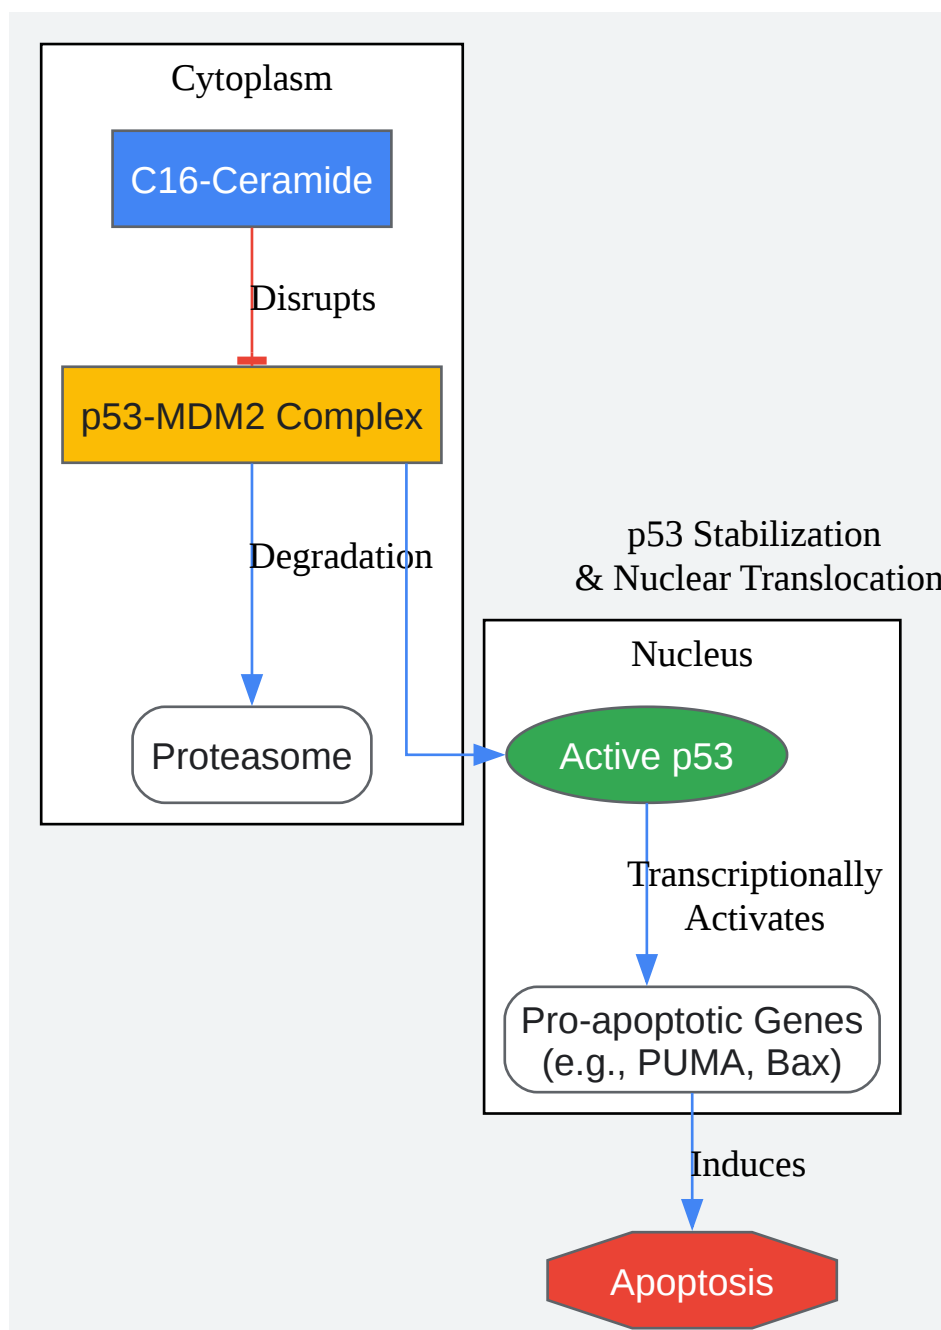 Cytoplasm
C16-Ceramide
Disrupts
p53-MDM2 Complex
Degradation
p53 Stabilization
& Nuclear Translocation
Proteasome
Nucleus
Active p53
Transcriptionally
Activates
Pro-apoptotic Genes
(e.g., PUMA, Bax)
Induces
Apoptosis